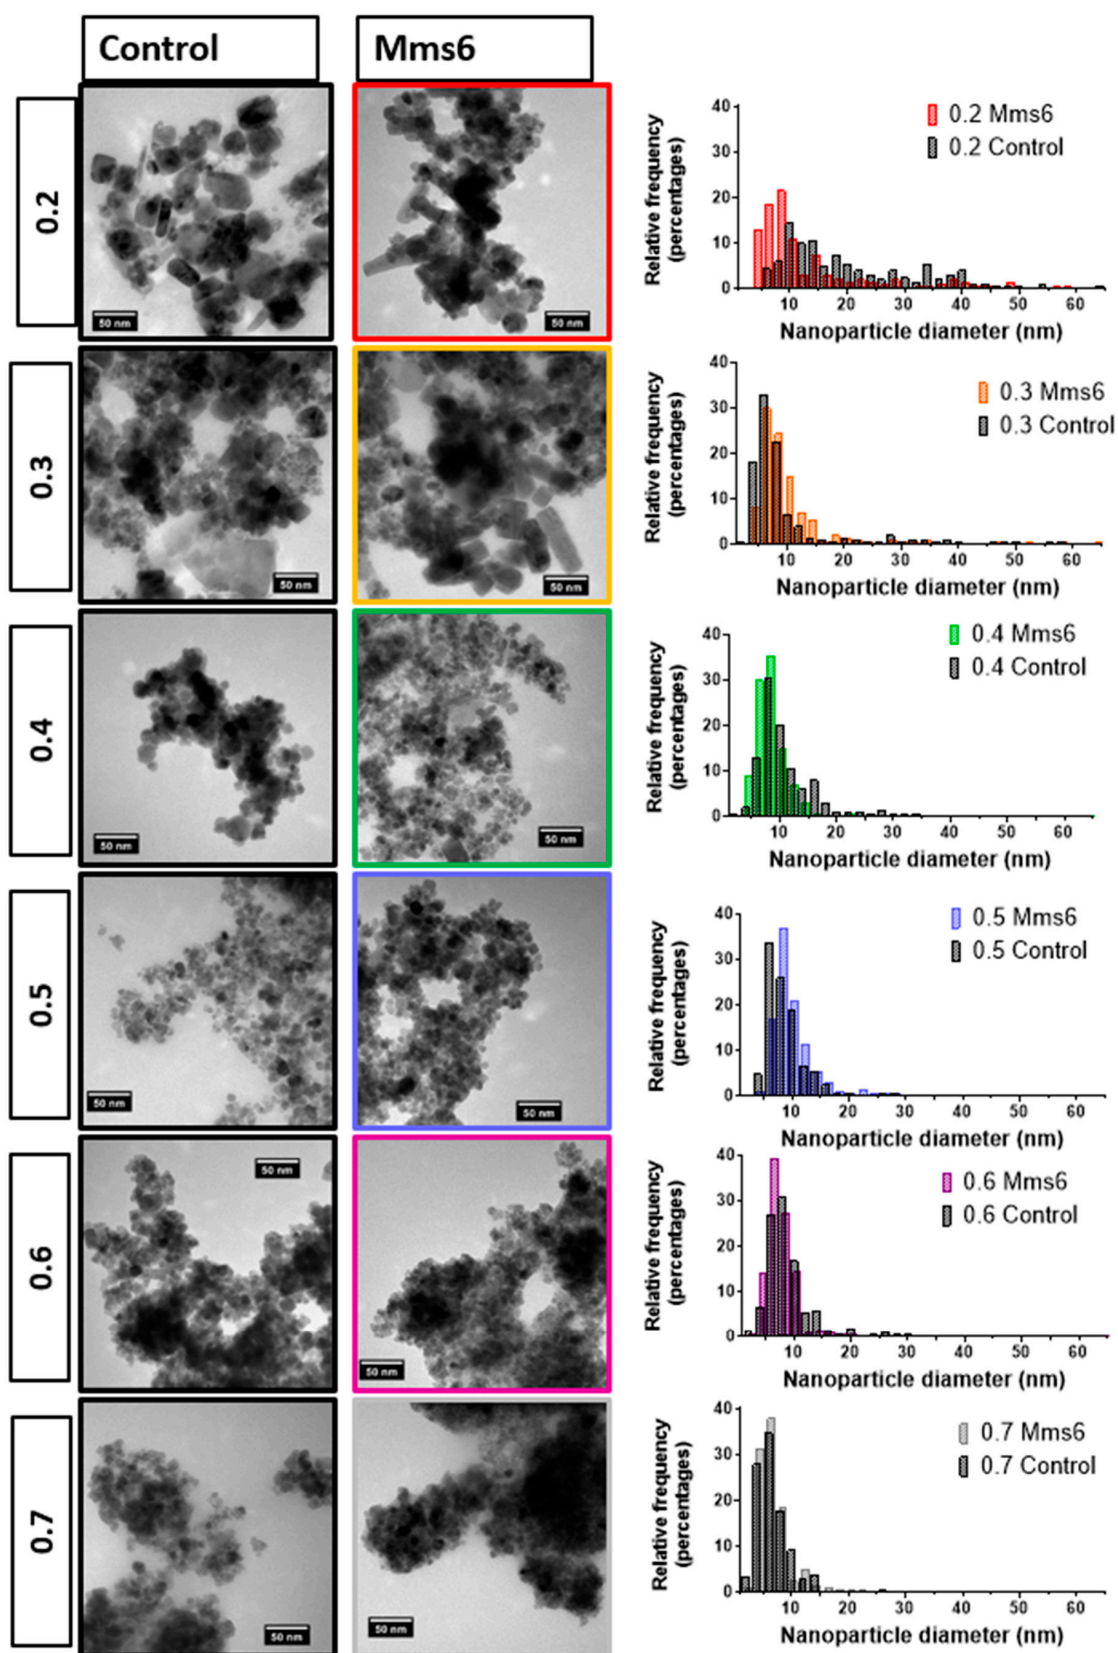 Control
Mms6
0.2
50 nm
50 nm
40
30
20
10
0
Relative frequency
(percentages)
0.2 Mms6
0.2 Control
10 20 30 40 50 60
Nanoparticle diameter (nm)
0.3
50 nm
50 nm
40
30
20
10
0
Relative frequency
(percentages)
0.3 Mms6
0.3 Control
10 20 30 40 50 60
Nanoparticle diameter (nm)
0.4
50 nm
50 nm
40
30
20
10
0
Relative frequency
(percentages)
0.4 Mms6
0.4 Control
10 20 30 40 50 60
Nanoparticle diameter (nm)
0.5
50 nm
50 nm
40
30
20
10
0
Relative frequency
(percentages)
0.5 Mms6
0.5 Control
10 20 30 40 50 60
Nanoparticle diameter (nm)
0.6
50 nm
50 nm
40
30
20
10
0
Relative frequency
(percentages)
0.6 Mms6
0.6 Control
10 20 30 40 50 60
Nanoparticle diameter (nm)
0.7
50 nm
50 nm
40
30
20
10
0
Relative frequency
(percentages)
0.7 Mms6
0.7 Control
10 20 30 40 50 60
Nanoparticle diameter (nm)